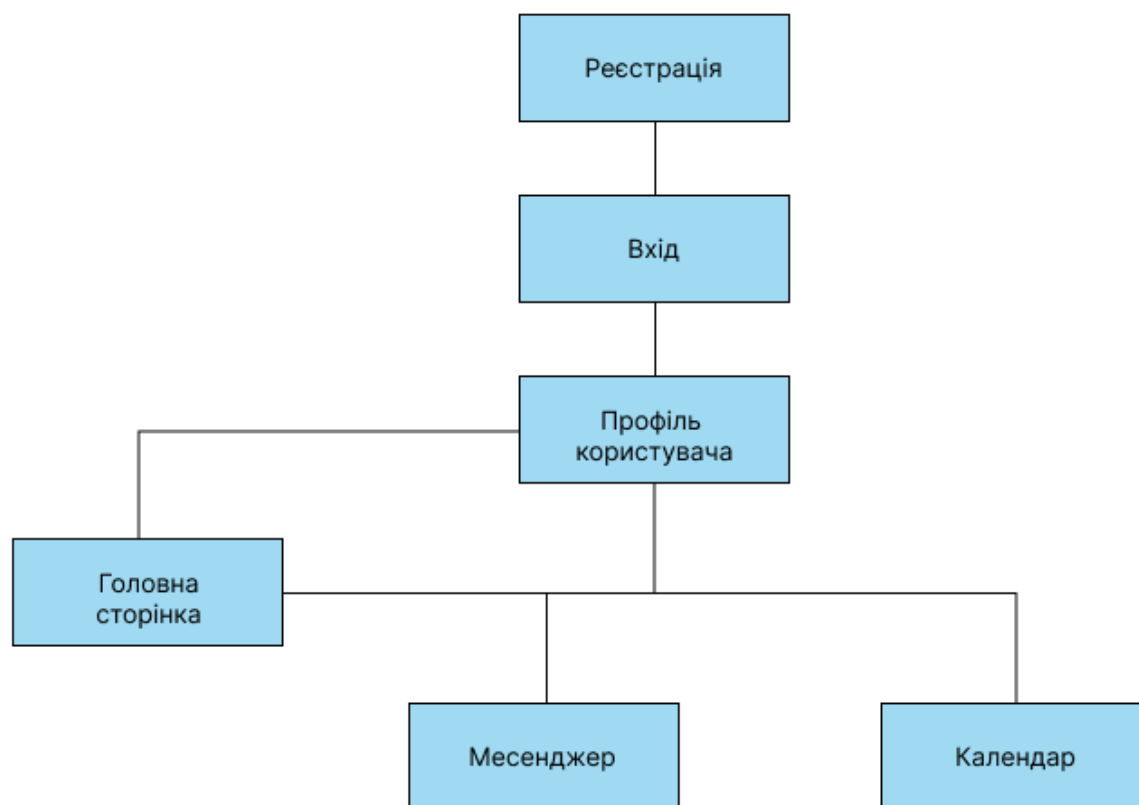 Реєстрація
Вхід
Профіль
користувача
Головна
сторінка
Месенджер
Календар